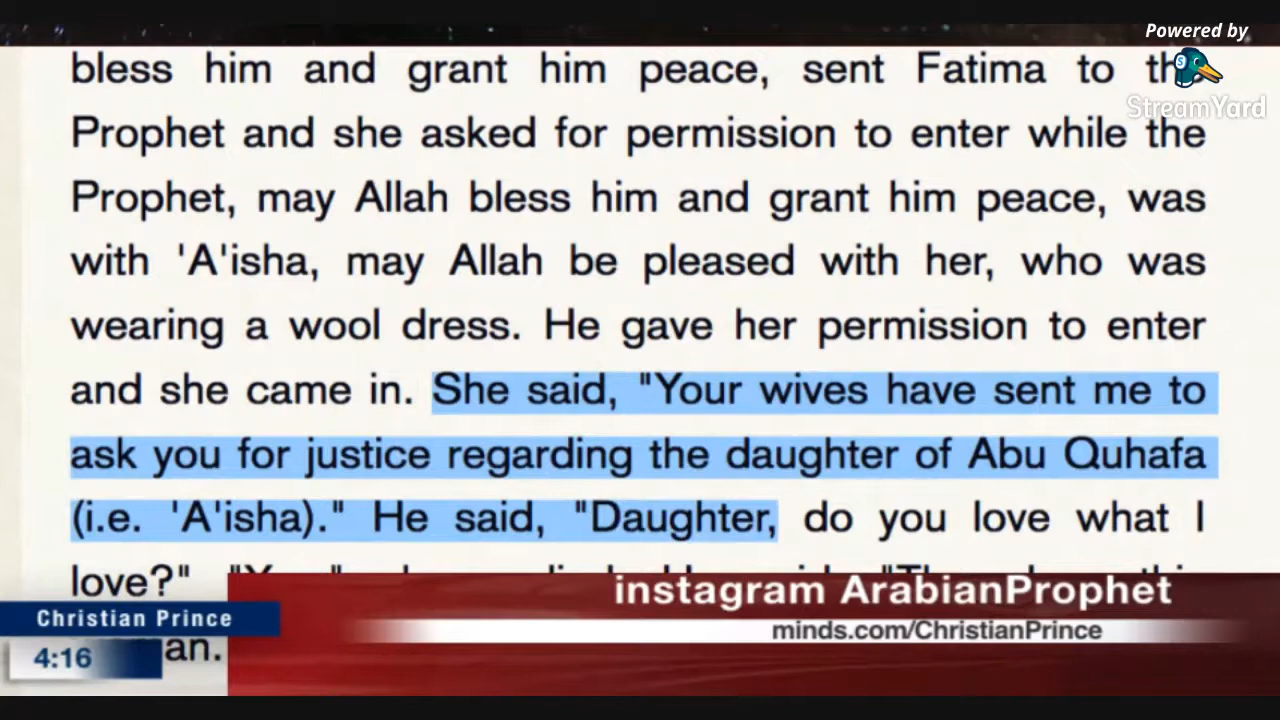 Powered by
StreamYard
bless him and grant him peace, sent Fatima to the
Prophet and she asked for permission to enter while the
Prophet, may Allah bless him and grant him peace, was
with 'A'isha, may Allah be pleased with her, who was
wearing a wool dress. He gave her permission to enter
and she came in. She said, "Your wives have sent me to
ask you for justice regarding the daughter of Abu Quhafa
(i.e. 'A'isha)." He said, "Daughter, do you love what I
love?"
an.
instagram ArabianProphet
minds.com/ChristianPrince
Christian Prince
4:16